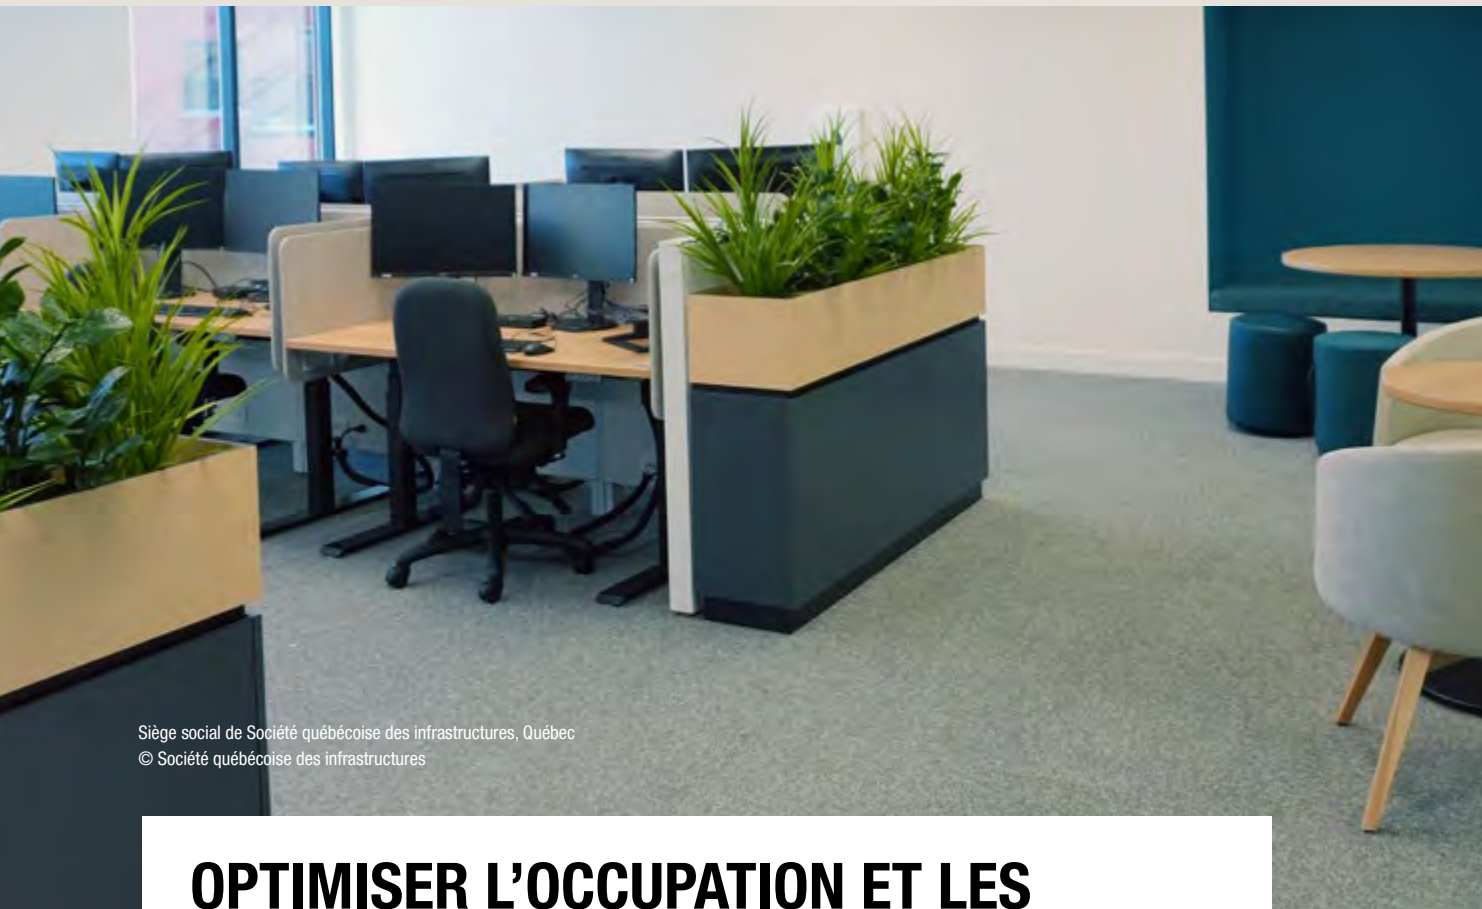 Siège social de Société québécoise des infrastructures, Québec
© Société québécoise des infrastructures
OPTIMISER L’OCCUPATION ET LES